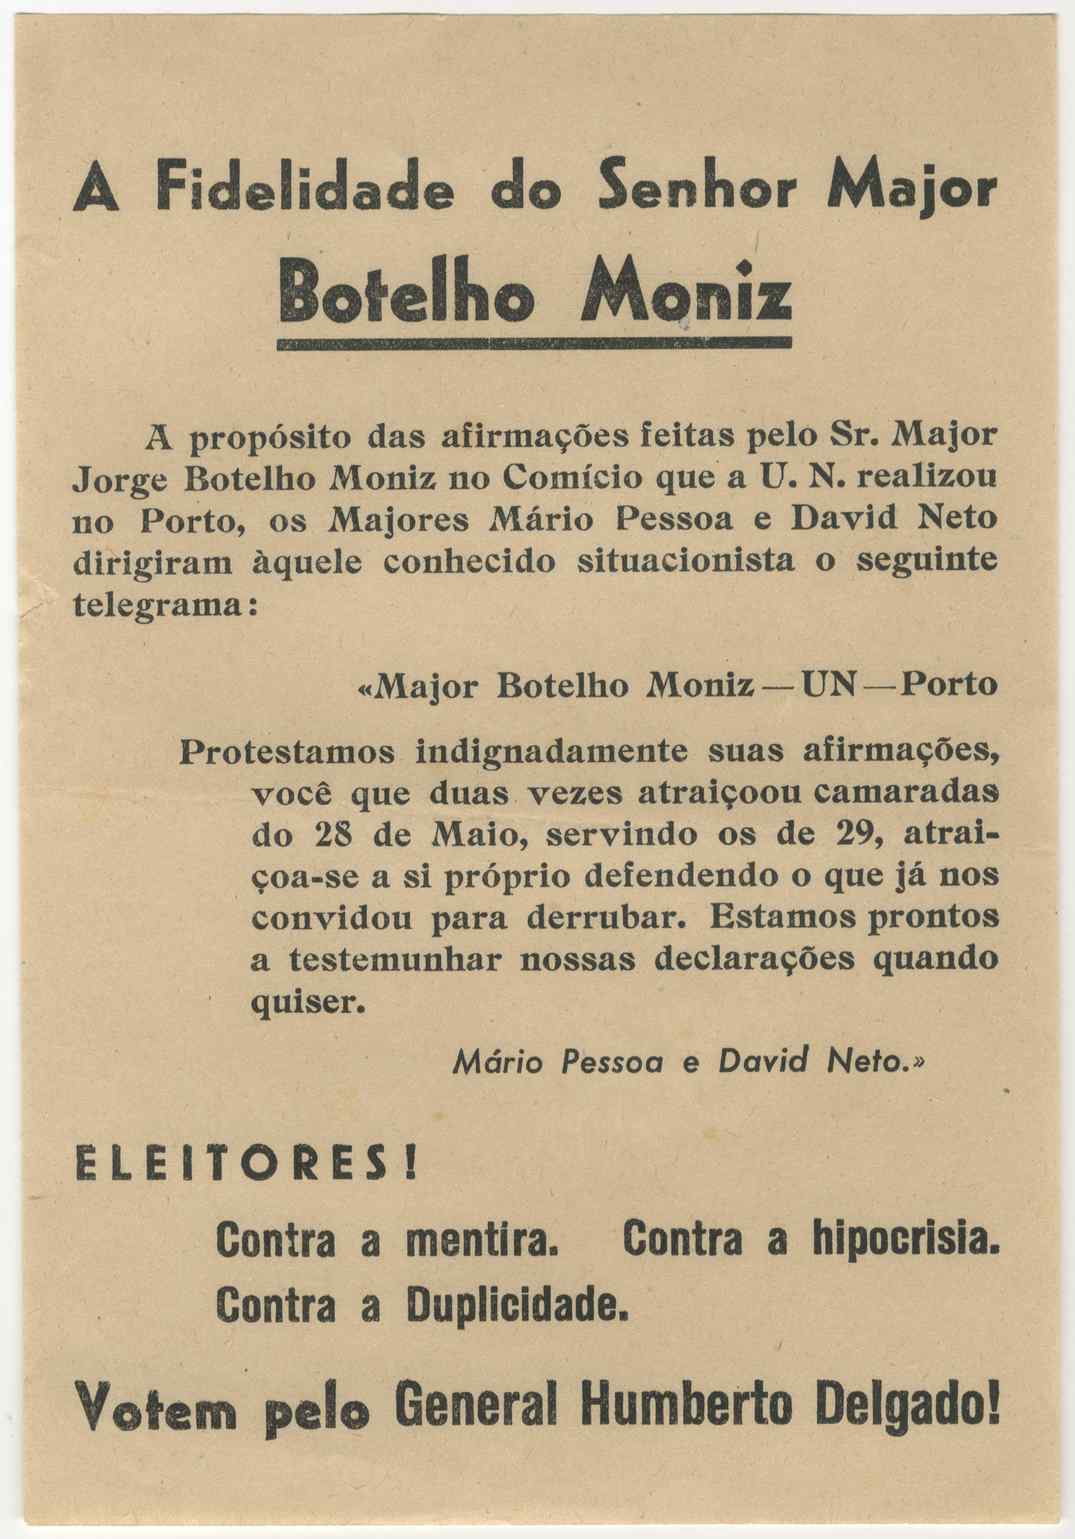 A Fidelidade do Senhor Major
Botelho Moniz
A propósito das afirmações feitas pelo Sr. Major
Jorge Botelho Moniz no Comício que a U. N. realizou
no Porto, os Majores Mário Pessoa e David Neto
dirigiram àquele conhecido situacionista o seguinte
telegrama:
«Major Botelho Moniz—UN—Porto
Protestamos indignadamente suas afirmações,
você que duas vezes atraiçoou camaradas
do 28 de Maio, servindo os de 29, atrai-
çoa-se a si próprio defendendo o que já nos
convidou para derrubar. Estamos prontos
a testemunhar nossas declarações quando
quiser.
Mário Pessoa e David Neto.»
ELEITORES!
Contra a mentira. Contra a hipocrisia.
Contra a Duplicidade.
Votem pelo General Humberto Delgado!